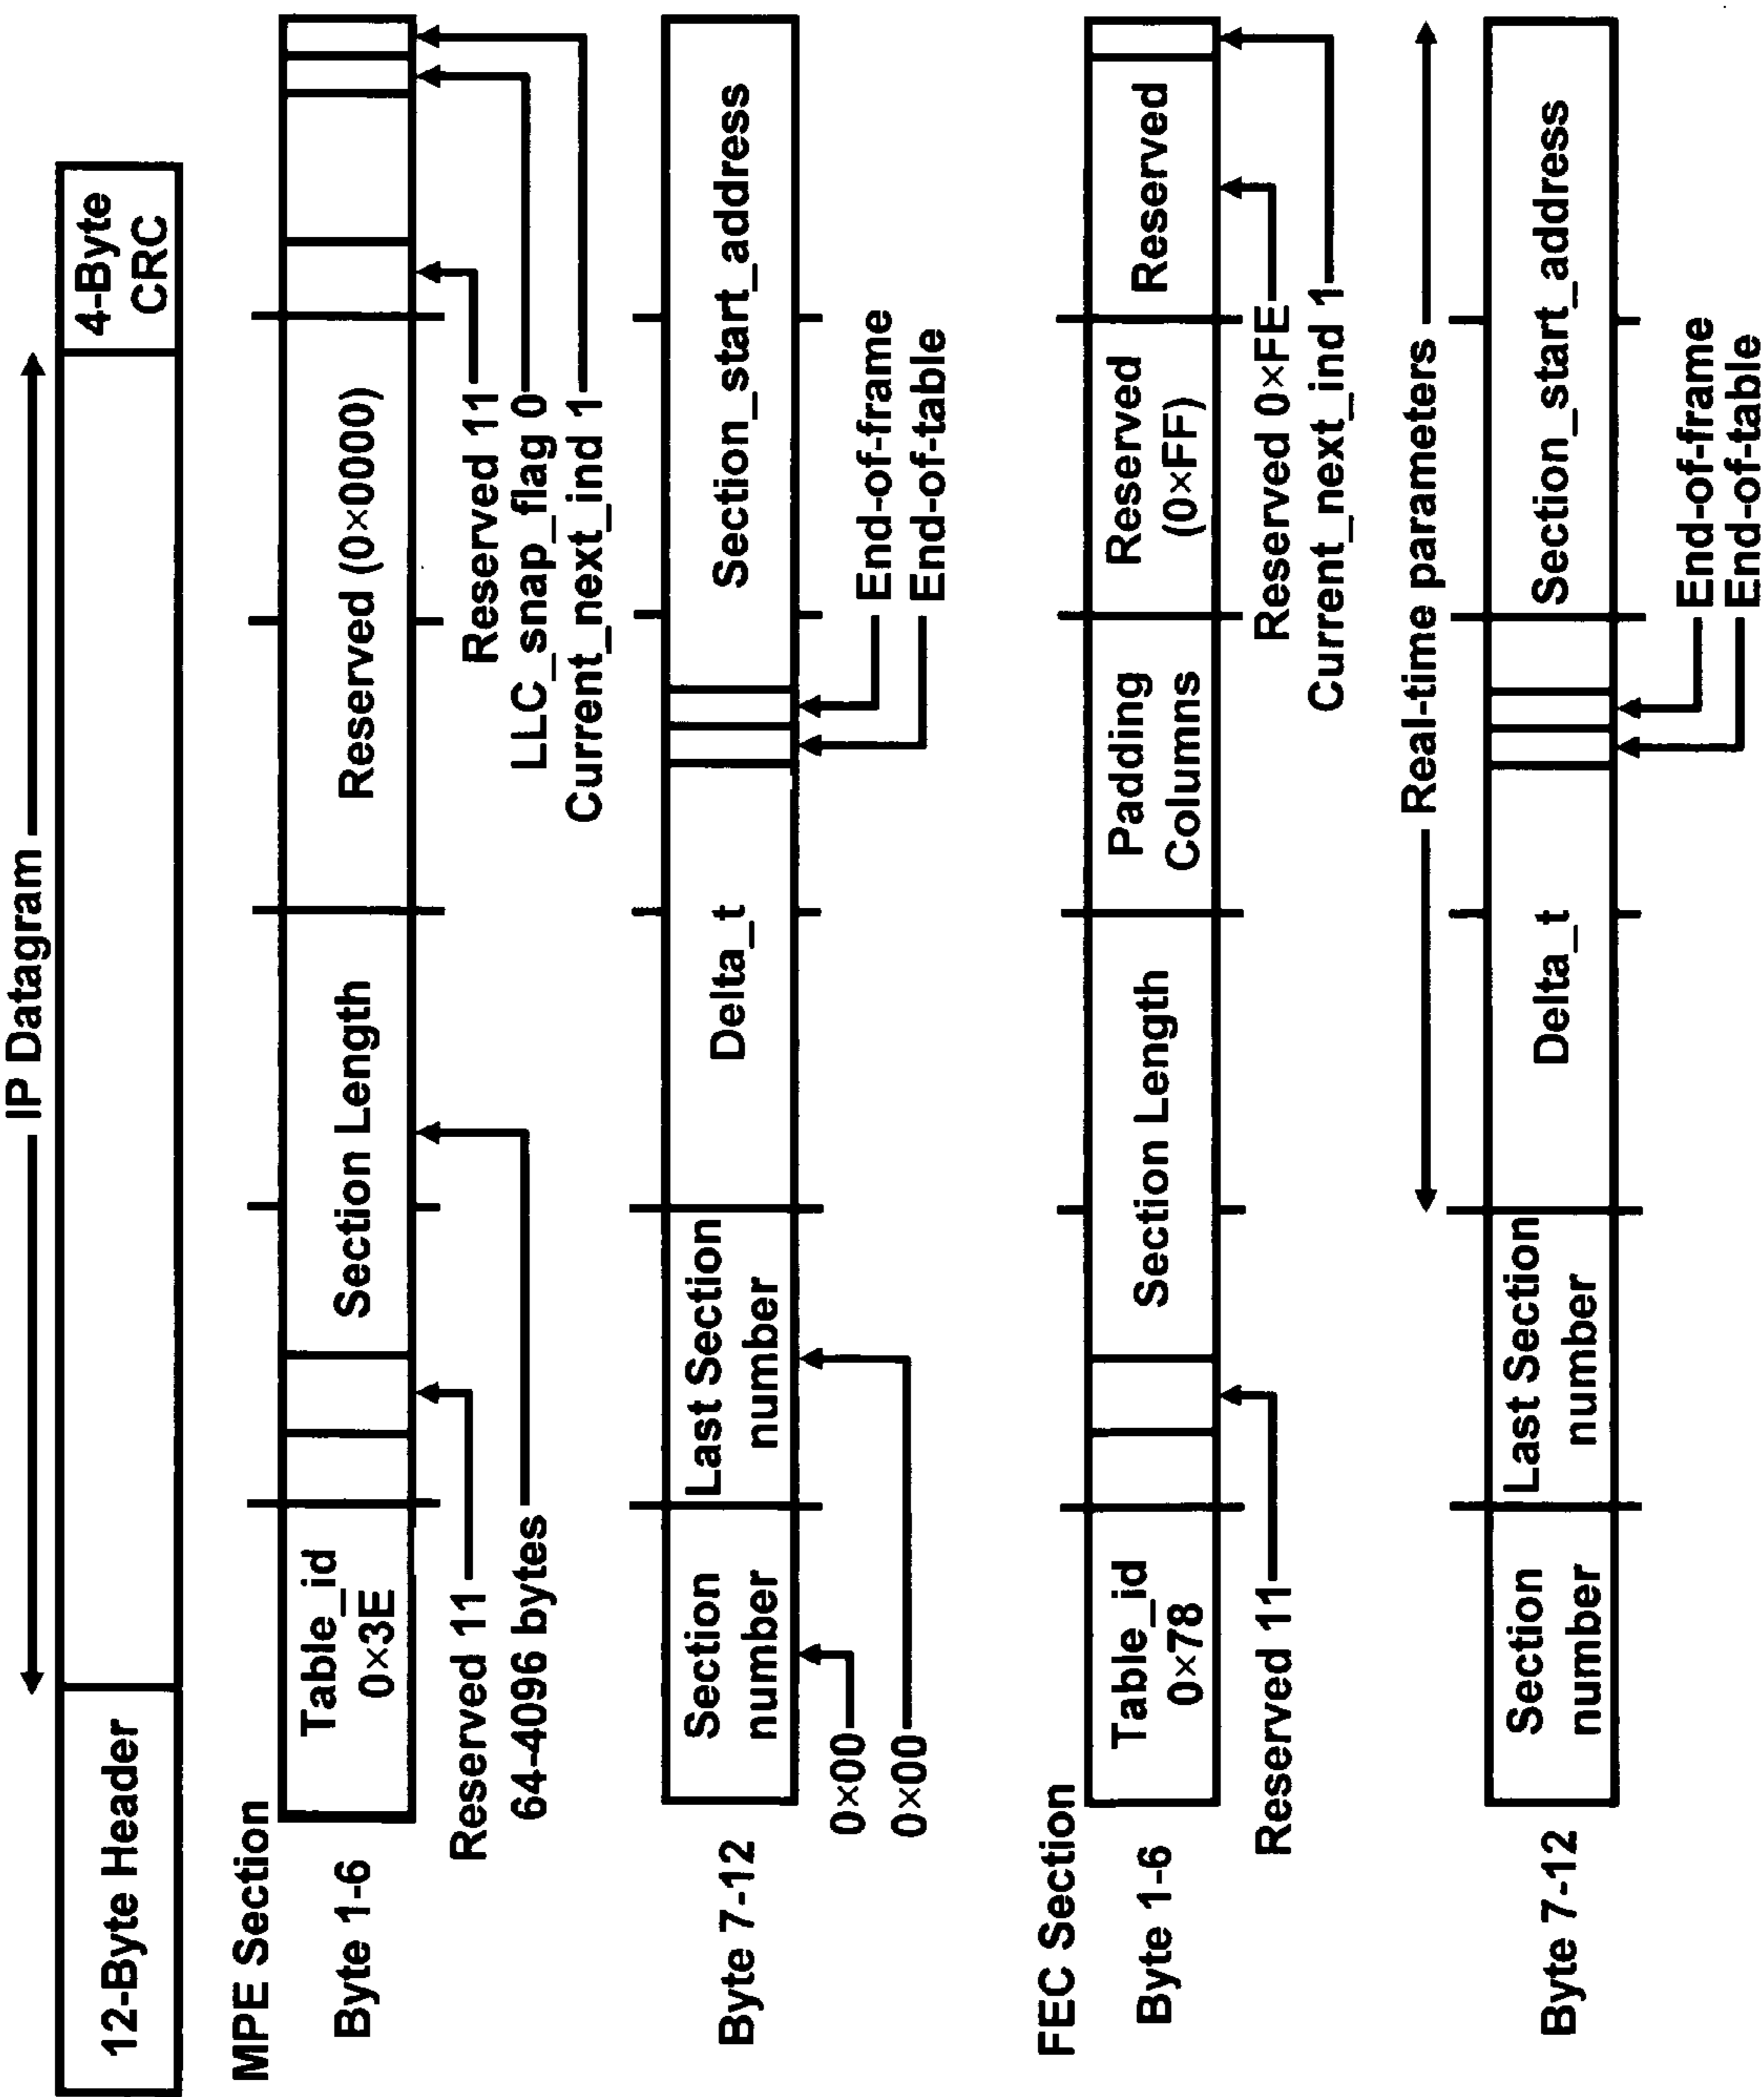 IP Datagram
12-Byte Header
4-Byte
CRC
MPE Section
Byte 1-6
Table_id
0×3E
Section Length
Reserved (0×0000)
Reserved 11
64-4096 bytes
Reserved 11
LLC_snap_flag 0
Current_next_ind 1
Byte 7-12
Section
number
Last Section
number
Delta_t
Section_start_address
0×00
0×00
End-of-frame
End-of-table
FEC Section
Byte 1-6
Table_id
0×78
Section Length
Padding
Columns
Reserved
(0×FF)
Reserved
Reserved 11
Reserved 0×FE
Current_next_ind 1
Real-time parameters
Byte 7-12
Section
number
Last Section
number
Delta_t
Section_start_address
End-of-frame
End-of-table